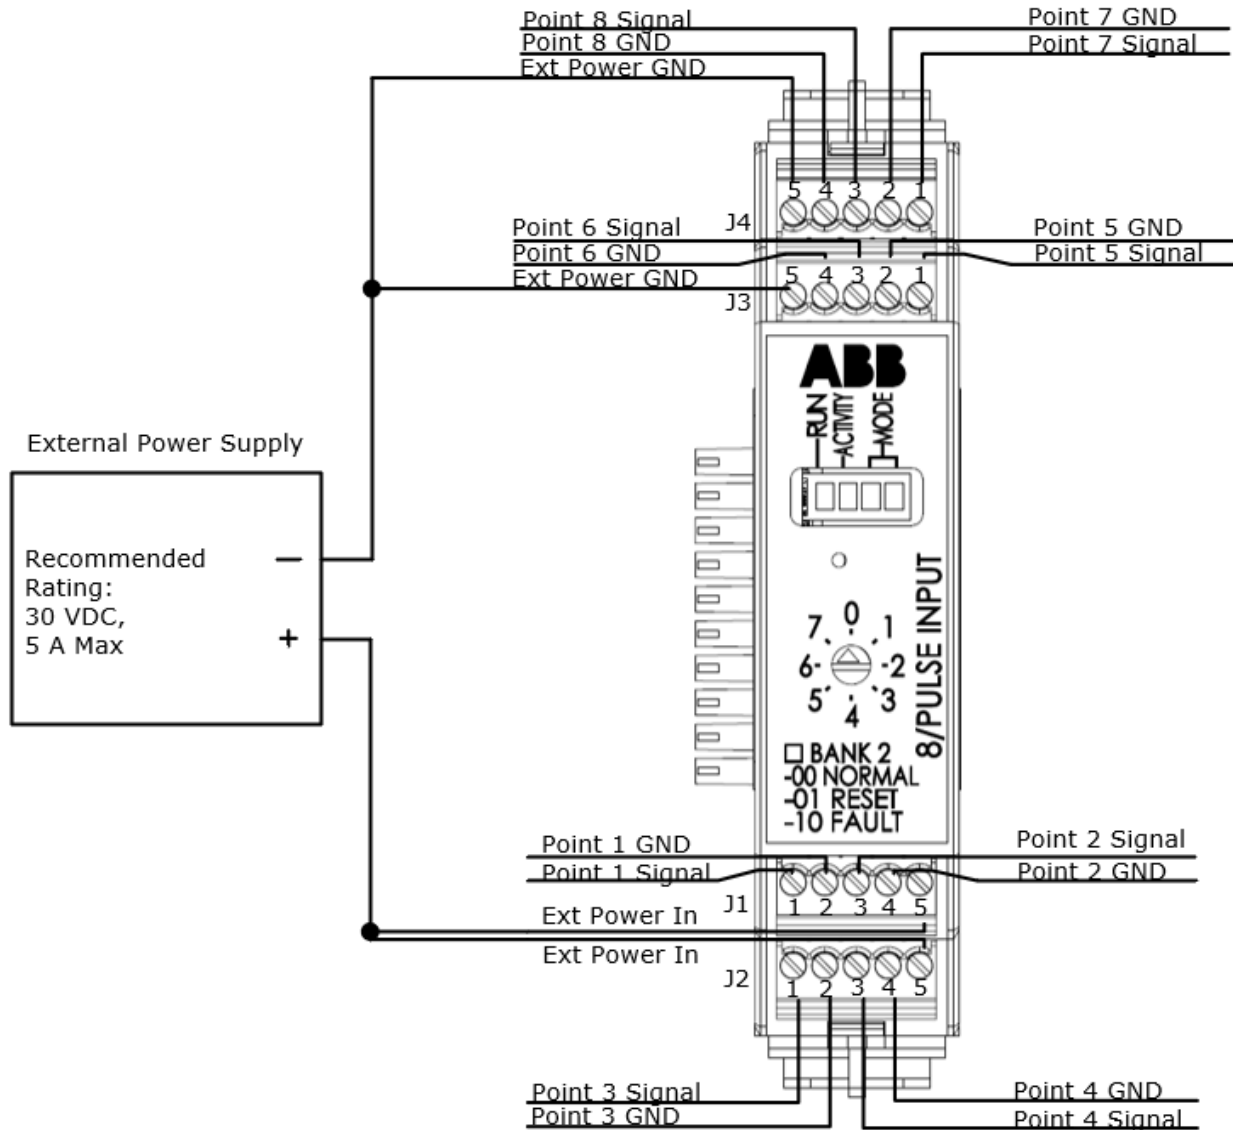 Point 8 Signal
Point 7 GND
Point 8 GND
Point 7 Signal
Ext Power GND
5 4 3 2 1
J4
Point 6 Signal
Point 5 GND
Point 6 GND
Point 5 Signal
Ext Power GND
5 4 3 2 1
J3
ABB
RUN
ACTIVITY
MODE
External Power Supply
Recommended
Rating:
30 VDC,
5 A Max
—
+
8/PULSE INPUT
0
7 1
6- -2
5 3
4
BANK 2
-00 NORMAL
-01 RESET
-10 FAULT
Point 1 GND
Point 2 Signal
Point 1 Signal
Point 2 GND
J1
1 2 3 4 5
Ext Power In
Ext Power In
J2
1 2 3 4 5
Point 3 Signal
Point 4 GND
Point 3 GND
Point 4 Signal